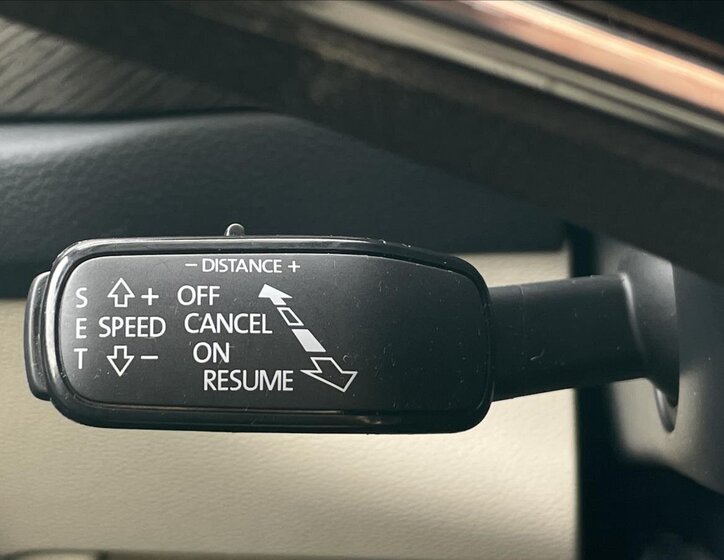 − DISTANCE +
S + OFF
E SPEED CANCEL
T − ON
RESUME